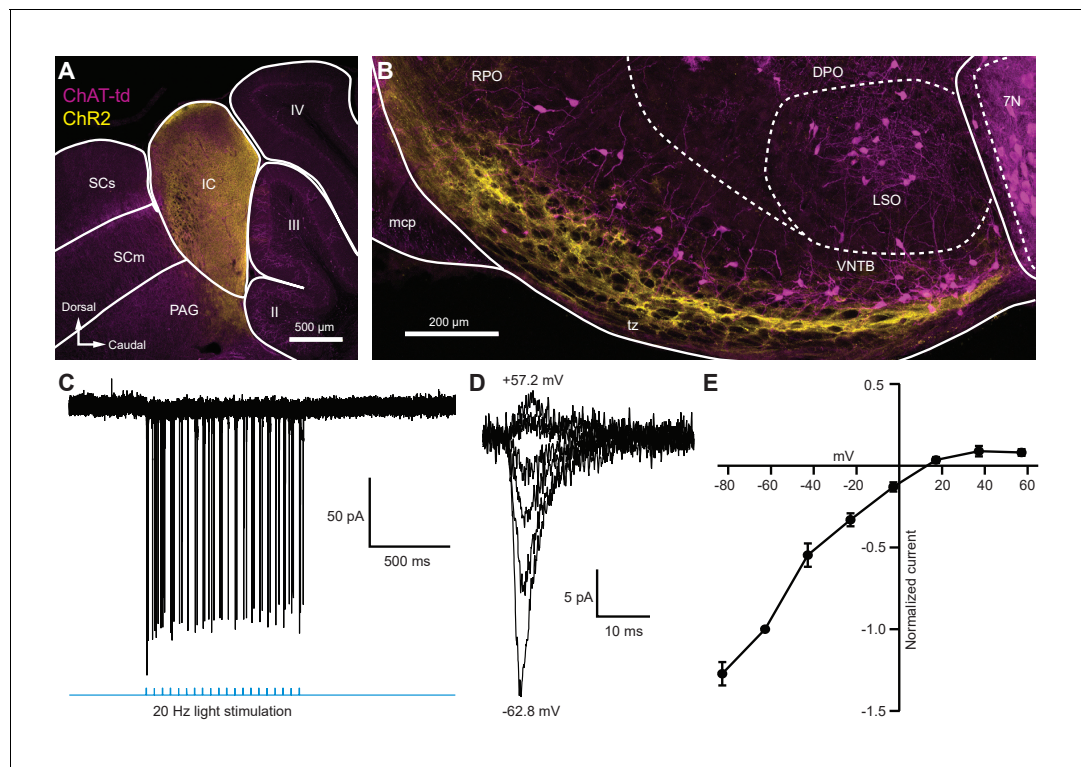 A
ChAT-td
ChR2
IV
SCs
IC
III
SCm
PAG
II
Dorsal
Caudal
500 µm
B
RPO
DPO
7N
LSO
mcp
VNTB
200 µm
tz
C
50 pA
500 ms
20 Hz light stimulation
D
+57.2 mV
5 pA
10 ms
-62.8 mV
E
0.5
mV
-80 -60 -40 -20 0 20 40 60
-0.5
-1.0
-1.5
Normalized current